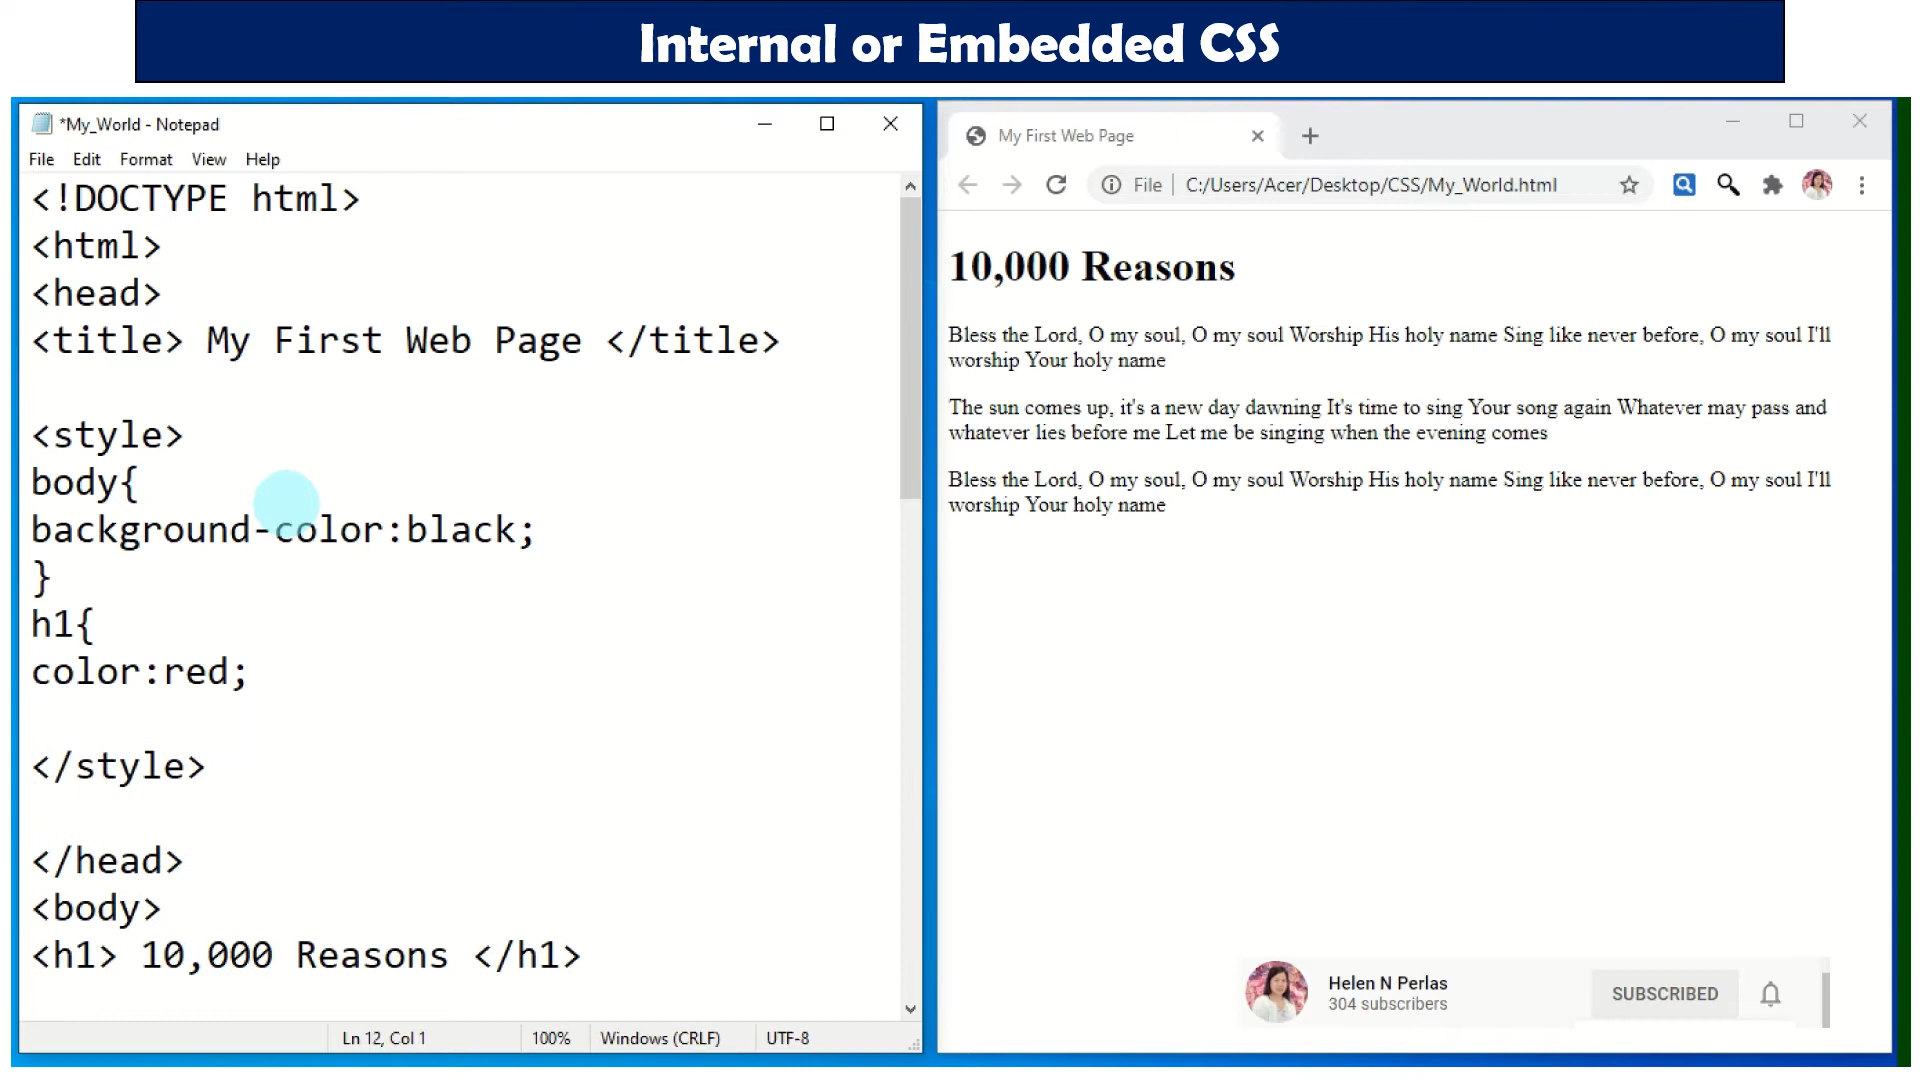 Internal or Embedded CSS
*My_World - Notepad
File Edit Format View Help
<!DOCTYPE html>
<html>
<head>
<title> My First Web Page </title>
<style>
body{
background-color:black;
}
h1{
color:red;
</style>
</head>
<body>
<h1> 10,000 Reasons </h1>
Ln 12, Col 1 100% Windows (CRLF) UTF-8
My First Web Page
File C:/Users/Acer/Desktop/CSS/My_World.html
10,000 Reasons
Bless the Lord, O my soul, O my soul Worship His holy name Sing like never before, O my soul I'll
worship Your holy name
The sun comes up, it's a new day dawning It's time to sing Your song again Whatever may pass and
whatever lies before me Let me be singing when the evening comes
Bless the Lord, O my soul, O my soul Worship His holy name Sing like never before, O my soul I'll
worship Your holy name
Helen N Perlas
304 subscribers
SUBSCRIBED